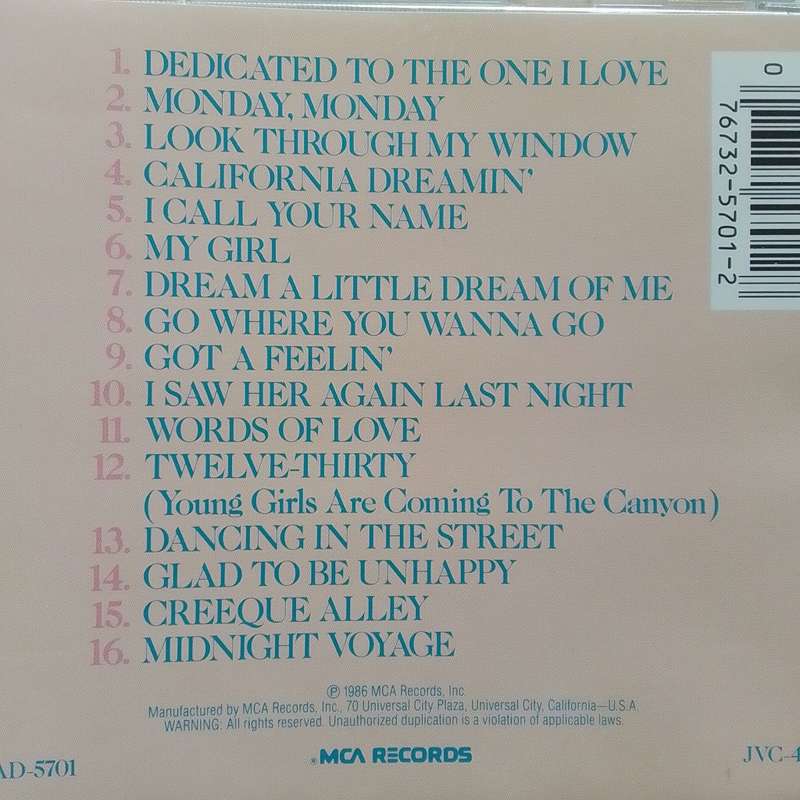 1. DEDICATED TO THE ONE I LOVE
2. MONDAY, MONDAY
3. LOOK THROUGH MY WINDOW
4. CALIFORNIA DREAMIN'
5. I CALL YOUR NAME
6. MY GIRL
7. DREAM A LITTLE DREAM OF ME
8. GO WHERE YOU WANNA GO
9. GOT A FEELIN'
10. I SAW HER AGAIN LAST NIGHT
11. WORDS OF LOVE
12. TWELVE-THIRTY
(Young Girls Are Coming To The Canyon)
13. DANCING IN THE STREET
14. GLAD TO BE UNHAPPY
15. CREEQUE ALLEY
16. MIDNIGHT VOYAGE
0 76732-5701-2
℗ 1986 MCA Records, Inc.
Manufactured by MCA Records, Inc., 70 Universal City Plaza, Universal City, California—U.S.A.
WARNING: All rights reserved. Unauthorized duplication is a violation of applicable laws.
MCA RECORDS
AD-5701
JVC-4